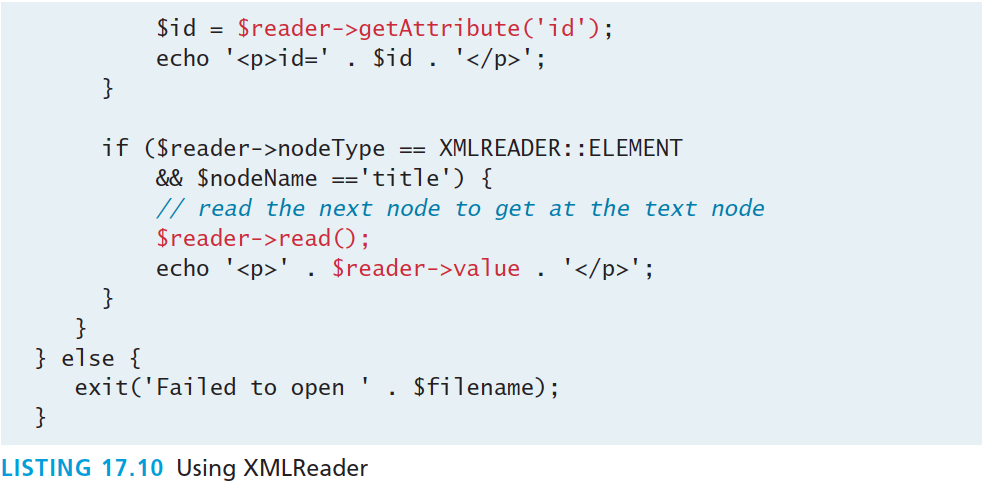 $id = $reader->getAttribute('id');
echo '<p>id=' . $id . '</p>';
}
if ($reader->nodeType == XMLREADER::ELEMENT
&& $nodeName =='title') {
// read the next node to get at the text node
$reader->read();
echo '<p>' . $reader->value . '</p>';
}
}
} else {
exit('Failed to open ' . $filename);
}
LISTING 17.10 Using XMLReader